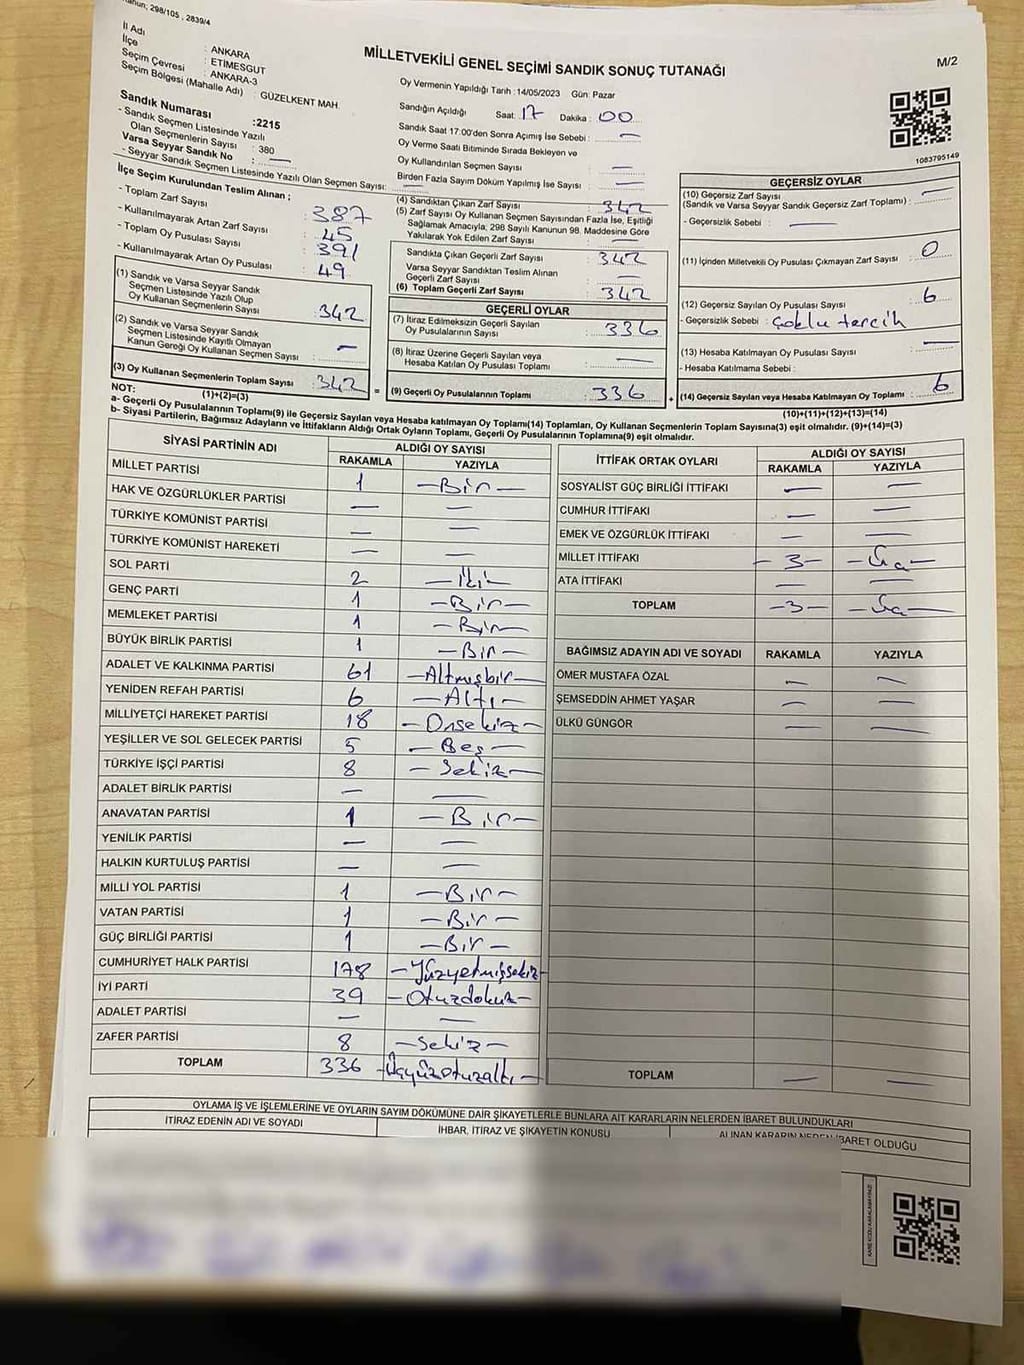 298/105 , 2839/4
İl Adı : ANKARA
İlçe : ETİMESGUT
Seçim Çevresi : ANKARA-3
Seçim Bölgesi (Mahalle Adı) : GÜZELKENT MAH
Sandık Numarası :2215
- Sandık Seçmen Listesinde Yazılı
Olan Seçmenlerin Sayısı : 380
Varsa Seyyar Sandık No : —
- Seyyar Sandık Seçmen Listesinde Yazılı Olan Seçmen Sayısı: —
MİLLETVEKİLİ GENEL SEÇİMİ SANDIK SONUÇ TUTANAĞI
M/2
Oy Vermenin Yapıldığı Tarih :14/05/2023 Gün: Pazar
Sandığın Açıldığı Saat: 17 Dakika : 00
Sandık Saat 17:00'den Sonra Açımış İse Sebebi : —
Oy Verme Saati Bitiminde Sırada Bekleyen ve
Oy Kullandırılan Seçmen Sayısı —
Birden Fazla Sayım Döküm Yapılmış İse Sayısı : —
1083795149
İlçe Seçim Kurulundan Teslim Alınan ;
- Toplam Zarf Sayısı : 387
- Kullanılmayarak Artan Zarf Sayısı : 45
- Toplam Oy Pusulası Sayısı : 391
- Kullanılmayarak Artan Oy Pusulası : 49
(1) Sandık ve Varsa Seyyar Sandık
Seçmen Listesinde Yazılı Olup
Oy Kullanan Seçmenlerin Sayısı : 342
(2) Sandık ve Varsa Seyyar Sandık
Seçmen Listesinde Kayıtlı Olmayan
Kanun Gereği Oy Kullanan Seçmen Sayısı : —
(3) Oy Kullanan Seçmenlerin Toplam Sayısı : 342 =
(1)+(2)=(3)
(4) Sandıktan Çıkan Zarf Sayısı : 342
(5) Zarf Sayısı Oy Kullanan Seçmen Sayısından Fazla İse, Eşitliği
Sağlamak Amacıyla, 298 Sayılı Kanunun 98. Maddesine Göre
Yakılarak Yok Edilen Zarf Sayısı : —
Sandıkta Çıkan Geçerli Zarf Sayısı : 342
Varsa Seyyar Sandıktan Teslim Alınan
Geçerli Zarf Sayısı : —
(6) Toplam Geçerli Zarf Sayısı : 342
GEÇERLİ OYLAR
(7) İtiraz Edilmeksizin Geçerli Sayılan
Oy Pusulalarının Sayısı : 336
(8) İtiraz Üzerine Geçerli Sayılan veya
Hesaba Katılan Oy Pusulası Toplamı : —
(9) Geçerli Oy Pusulalarının Toplamı : 336 +
GEÇERSİZ OYLAR
(10) Geçersiz Zarf Sayısı
(Sandık ve Varsa Seyyar Sandık Geçersiz Zarf Toplamı) : —
- Geçersizlik Sebebi : —
(11) İçinden Milletvekili Oy Pusulası Çıkmayan Zarf Sayısı : 0
(12) Geçersiz Sayılan Oy Pusulası Sayısı : 6
- Geçersizlik Sebebi : çoklu tercih
(13) Hesaba Katılmayan Oy Pusulası Sayısı : —
- Hesaba Katılmama Sebebi :
(14) Geçersiz Sayılan veya Hesaba Katılmayan Oy Toplamı : 6
(10)+(11)+(12)+(13)=(14)
NOT:
a- Geçerli Oy Pusulalarının Toplamı(9) ile Geçersiz Sayılan veya Hesaba katılmayan Oy Toplamı(14) Toplamları, Oy Kullanan Seçmenlerin Toplam Sayısına(3) eşit olmalıdır. (9)+(14)=(3)
b- Siyasi Partilerin, Bağımsız Adayların ve İttifakların Aldığı Ortak Oyların Toplamı, Geçerli Oy Pusulalarının Toplamına(9) eşit olmalıdır.
SİYASİ PARTİNİN ADI ALDIĞI OY SAYISI
RAKAMLA YAZIYLA
MİLLET PARTİSİ 1 —Bir—
HAK VE ÖZGÜRLÜKLER PARTİSİ — —
TÜRKİYE KOMÜNİST PARTİSİ — —
TÜRKİYE KOMÜNİST HAREKETİ — —
SOL PARTİ 2 —İki—
GENÇ PARTİ 1 —Bir—
MEMLEKET PARTİSİ 1 —Bir—
BÜYÜK BİRLİK PARTİSİ 1 —Bir—
ADALET VE KALKINMA PARTİSİ 61 —Altmışbir—
YENİDEN REFAH PARTİSİ 6 —Altı—
MİLLİYETÇİ HAREKET PARTİSİ 18 —Onsekiz—
YEŞİLLER VE SOL GELECEK PARTİSİ 5 —Beş—
TÜRKİYE İŞÇİ PARTİSİ 8 —Sekiz—
ADALET BİRLİK PARTİSİ — —
ANAVATAN PARTİSİ 1 —Bir—
YENİLİK PARTİSİ — —
HALKIN KURTULUŞ PARTİSİ — —
MİLLİ YOL PARTİSİ 1 —Bir—
VATAN PARTİSİ 1 —Bir—
GÜÇ BİRLİĞİ PARTİSİ 1 —Bir—
CUMHURİYET HALK PARTİSİ 178 —Yüzyetmişsekiz—
İYİ PARTİ 39 —Otuzdokuz—
ADALET PARTİSİ — —
ZAFER PARTİSİ 8 —Sekiz—
TOPLAM 336 —Üçyüzotuzaltı—
İTTİFAK ORTAK OYLARI ALDIĞI OY SAYISI
RAKAMLA YAZIYLA
SOSYALİST GÜÇ BİRLİĞİ İTTİFAKI — —
CUMHUR İTTİFAKI — —
EMEK VE ÖZGÜRLÜK İTTİFAKI — —
MİLLET İTTİFAKI —3— —Üç—
ATA İTTİFAKI — —
TOPLAM —3— —Üç—
BAĞIMSIZ ADAYIN ADI VE SOYADI RAKAMLA YAZIYLA
ÖMER MUSTAFA ÖZAL — —
ŞEMSEDDİN AHMET YAŞAR — —
ÜLKÜ GÜNGÖR — —
TOPLAM — —
OYLAMA İŞ VE İŞLEMLERİNE VE OYLARIN SAYIM DÖKÜMÜNE DAİR ŞİKAYETLERLE BUNLARA AİT KARARLARIN NELERDEN İBARET BULUNDUKLARI
İTİRAZ EDENİN ADI VE SOYADI İHBAR, İTİRAZ VE ŞİKAYETİN KONUSU ALINAN KARARIN NEDEN İBARET OLDUĞU